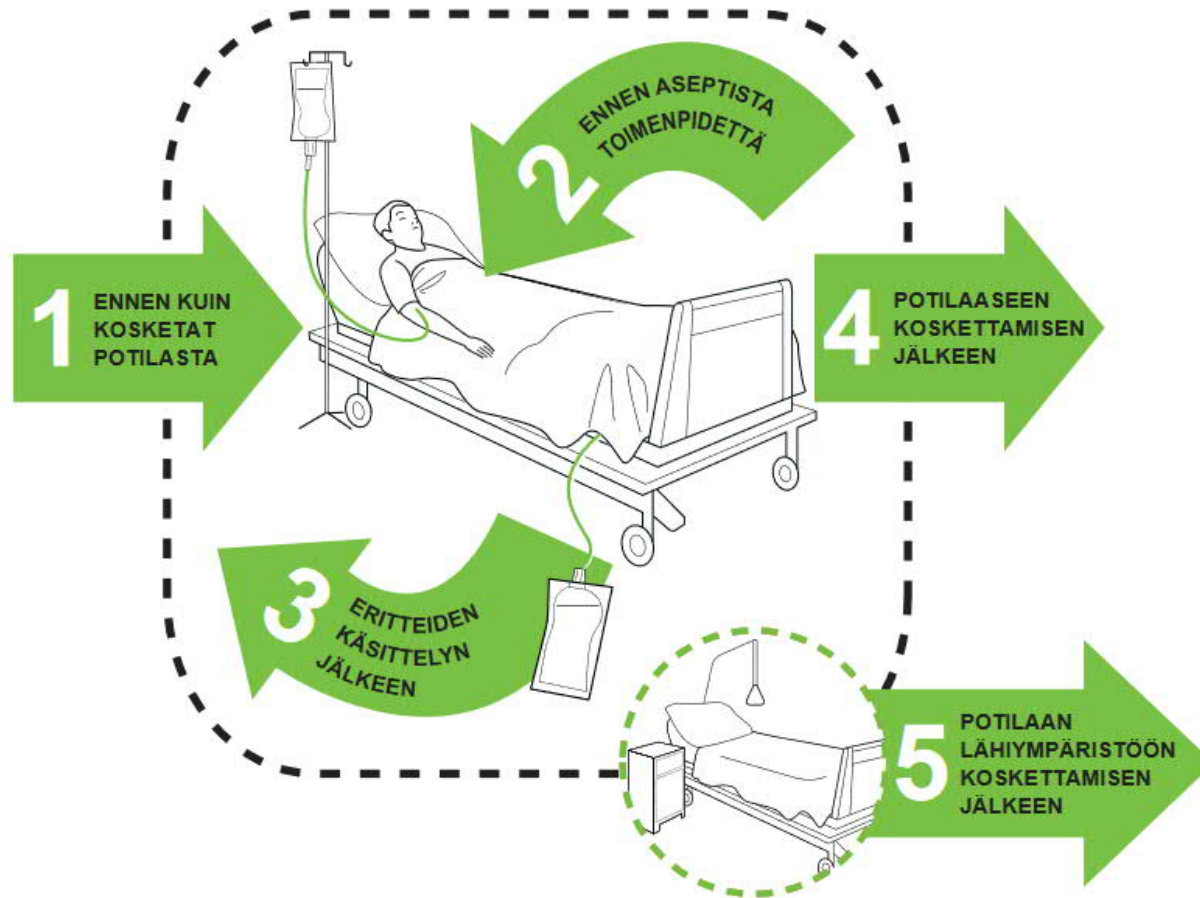 1
ENNEN KUIN
KOSKETAT
POTILASTA
2
ENNEN ASEPTISTA
TOIMENPIDETTÄ
3
ERITTEIDEN
KÄSITTELYN
JÄLKEEN
4
POTILAASEEN
KOSKETTAMISEN
JÄLKEEN
5
POTILAAN
LÄHIYMPÄRISTÖÖN
KOSKETTAMISEN
JÄLKEEN